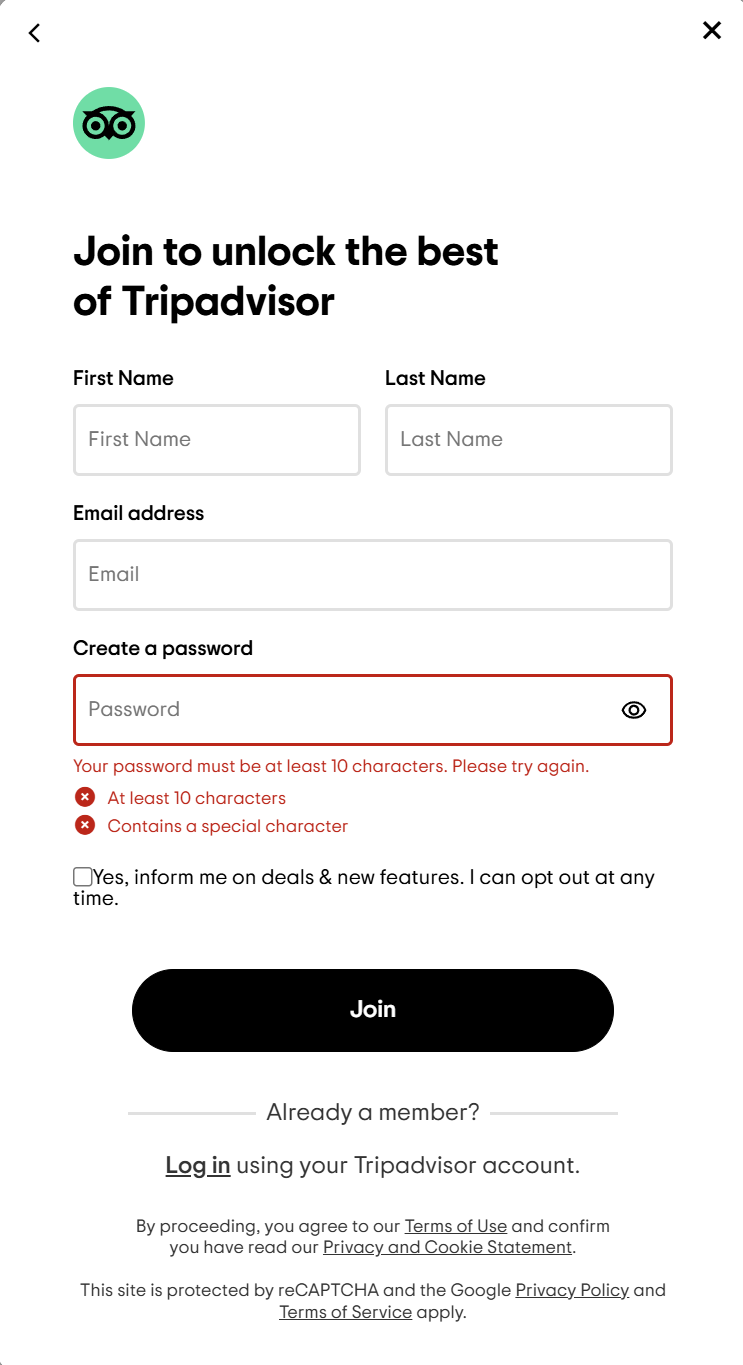 Join to unlock the best
of Tripadvisor
First Name
Last Name
First Name
Last Name
Email address
Email
Create a password
Password
Your password must be at least 10 characters. Please try again.
At least 10 characters
Contains a special character
Yes, inform me on deals & new features. I can opt out at any
time.
Join
Already a member?
Log in using your Tripadvisor account.
By proceeding, you agree to our Terms of Use and confirm
you have read our Privacy and Cookie Statement.
This site is protected by reCAPTCHA and the Google Privacy Policy and
Terms of Service apply.